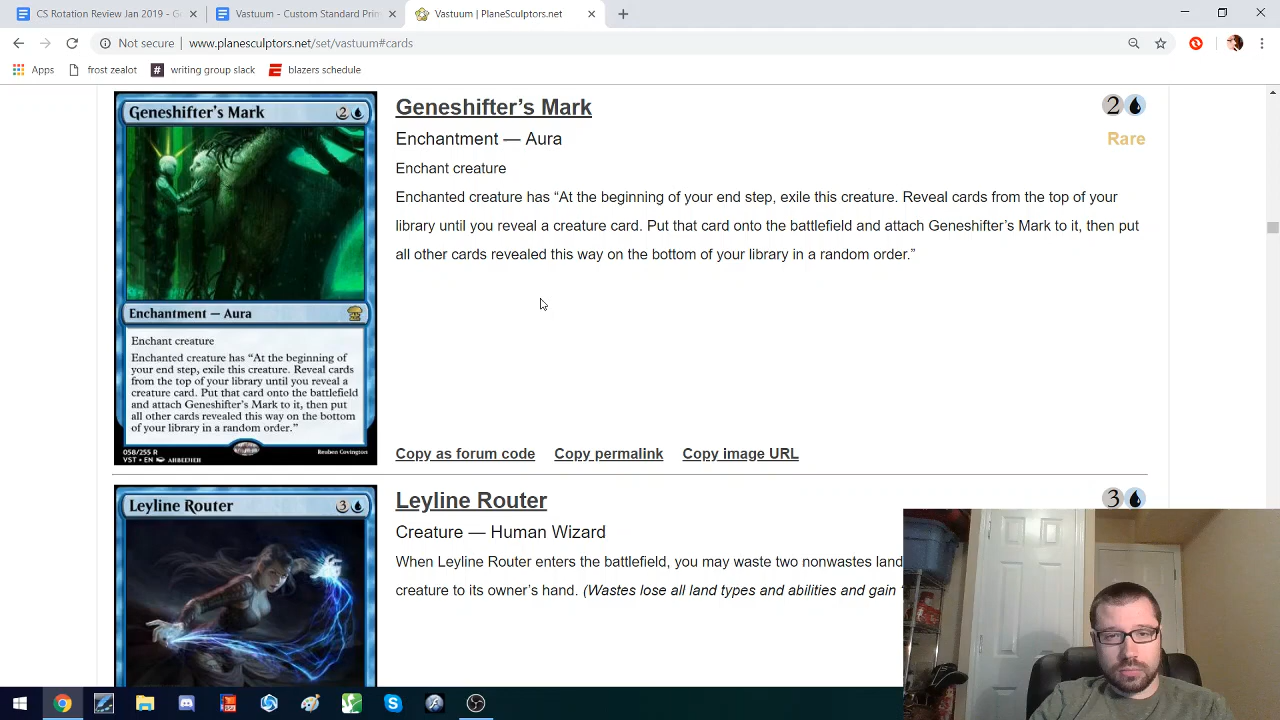 CS Rotation Review Jan 2019 - G
Vastuum - Custom Standard Prim
Vastuum | PlaneSculptors.net
Not secure | www.planesculptors.net/set/vastuum#cards
Apps
frost zealot
writing group slack
blazers schedule
Geneshifter's Mark 2
Enchantment — Aura
Enchant creature
Enchanted creature has “At the beginning of
your end step, exile this creature. Reveal cards
from the top of your library until you reveal a
creature card. Put that card onto the battlefield
and attach Geneshifter's Mark to it, then put
all other cards revealed this way on the bottom
of your library in a random order.”
058/255 R
VST • EN
Reuben Covington
Geneshifter’s Mark
2
Enchantment — Aura
Rare
Enchant creature
Enchanted creature has “At the beginning of your end step, exile this creature. Reveal cards from the top of your
library until you reveal a creature card. Put that card onto the battlefield and attach Geneshifter’s Mark to it, then put
all other cards revealed this way on the bottom of your library in a random order.”
Copy as forum code
Copy permalink
Copy image URL
Leyline Router 3
Leyline Router
3
Creature — Human Wizard
When Leyline Router enters the battlefield, you may waste two nonwastes land
creature to its owner’s hand. (Wastes lose all land types and abilities and gain